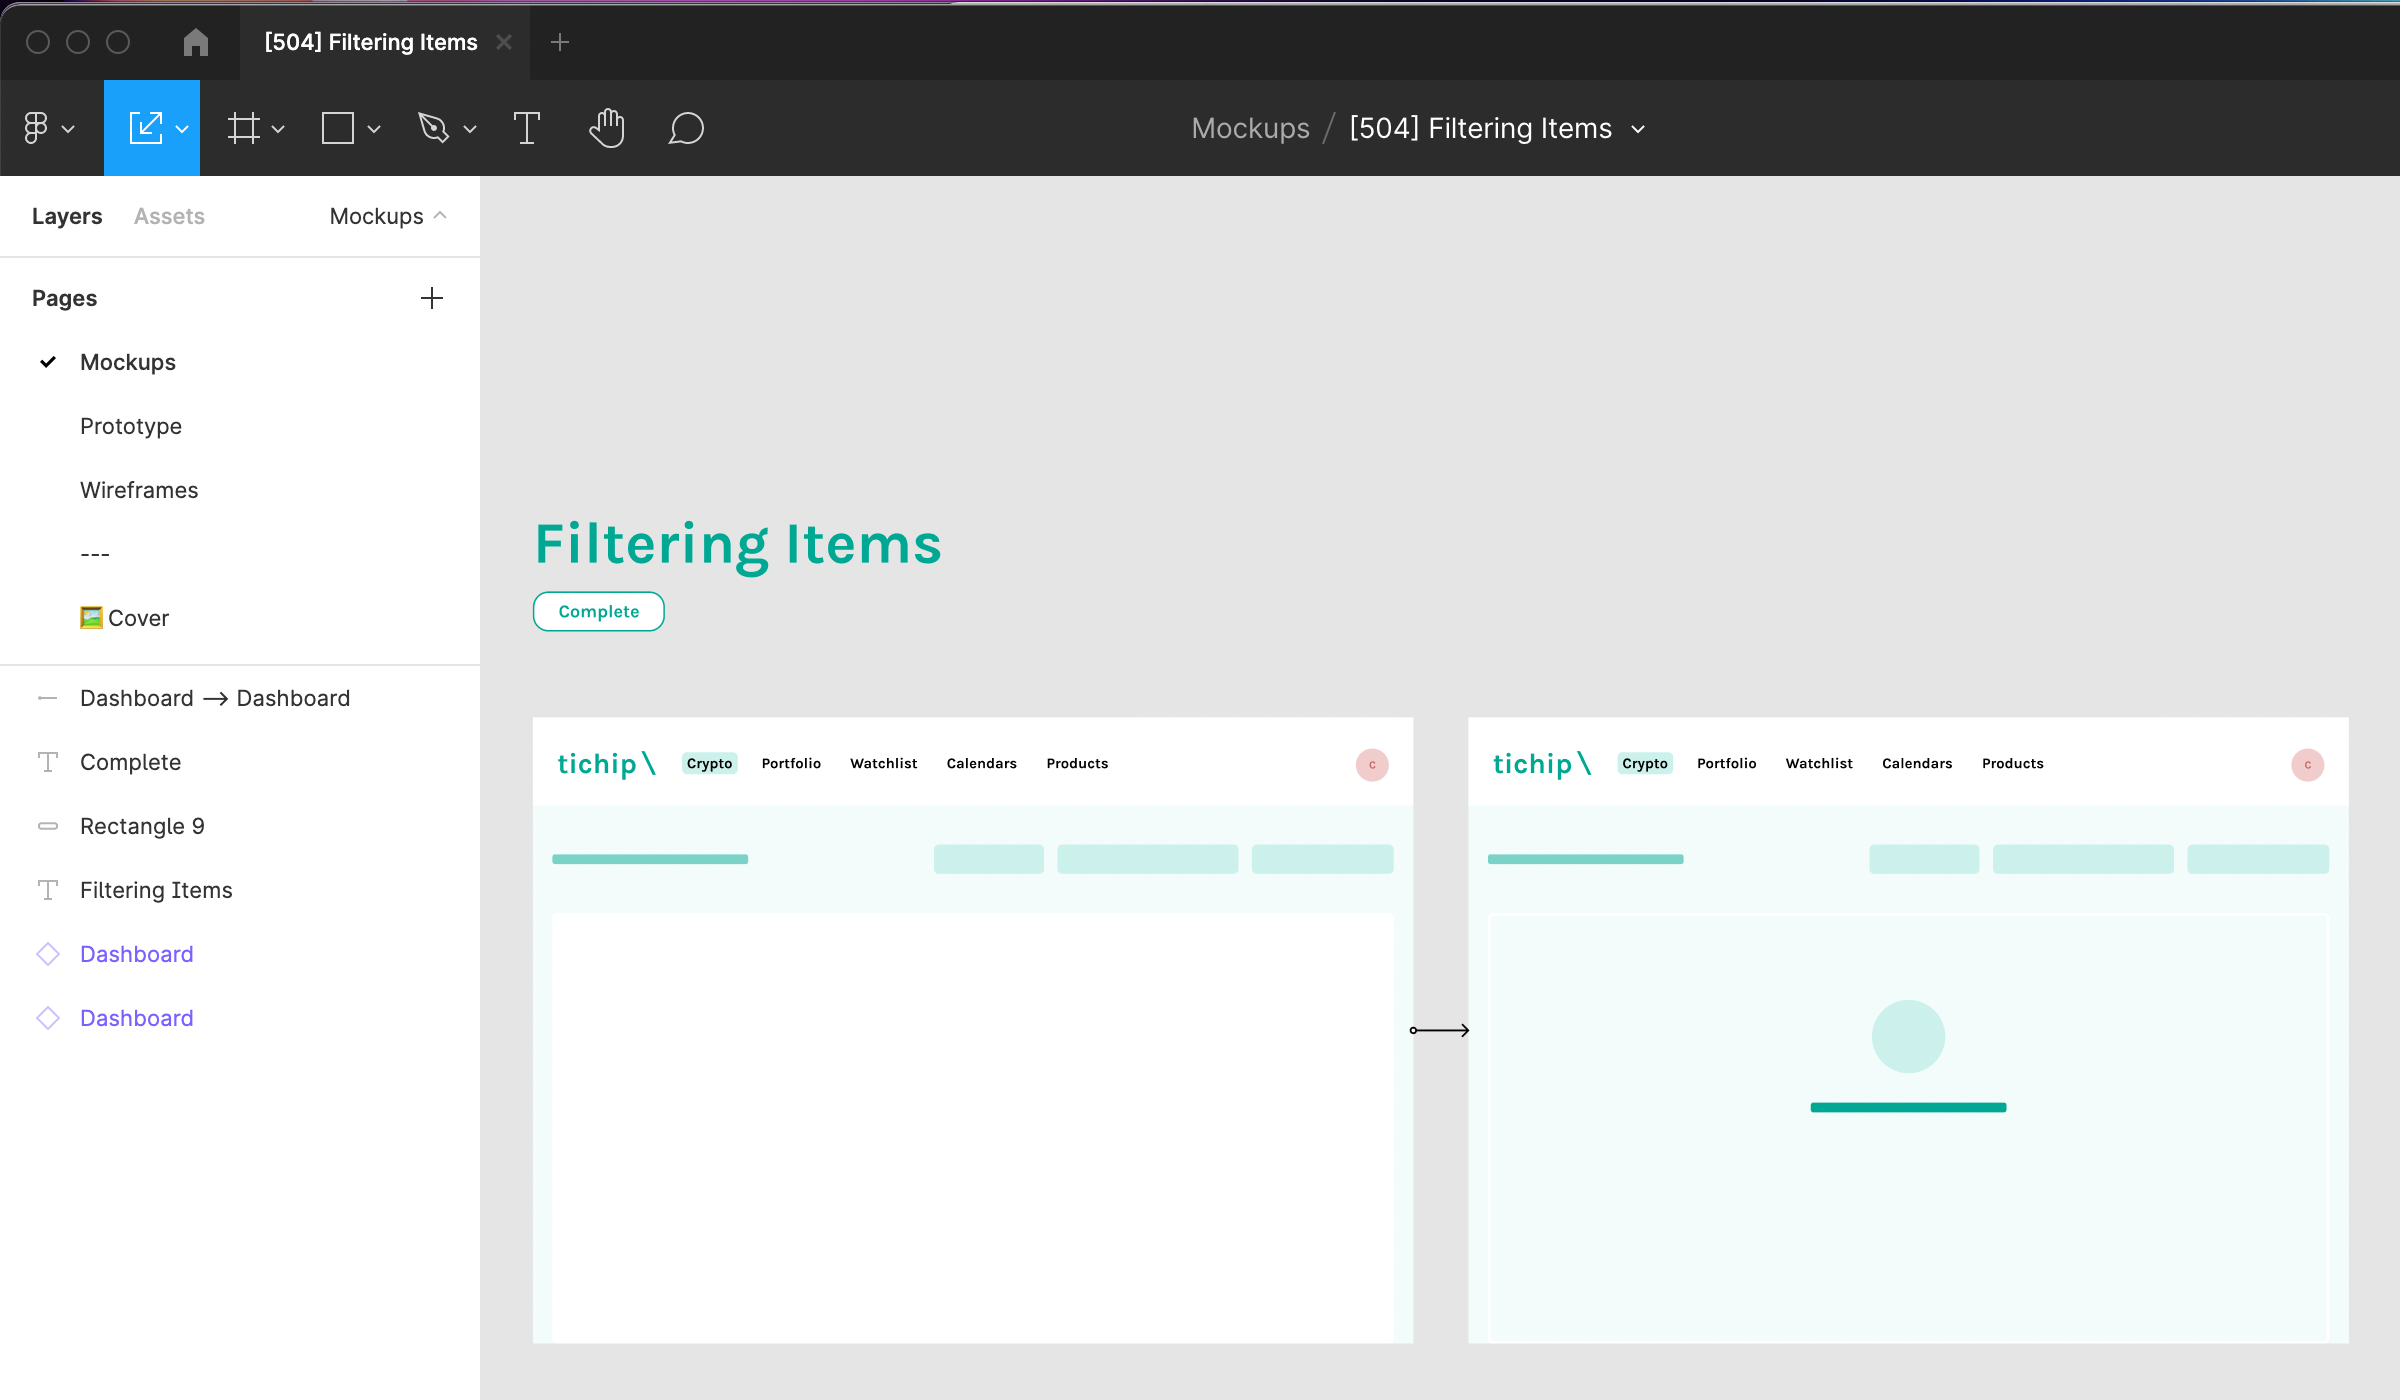 [504] Filtering Items
Mockups / [504] Filtering Items
Layers Assets Mockups
Pages
Mockups
Prototype
Wireframes
---
Cover
Dashboard → Dashboard
Complete
Rectangle 9
Filtering Items
Dashboard
Dashboard
Filtering Items
Complete
tichip\ Crypto Portfolio Watchlist Calendars Products C
tichip\ Crypto Portfolio Watchlist Calendars Products C